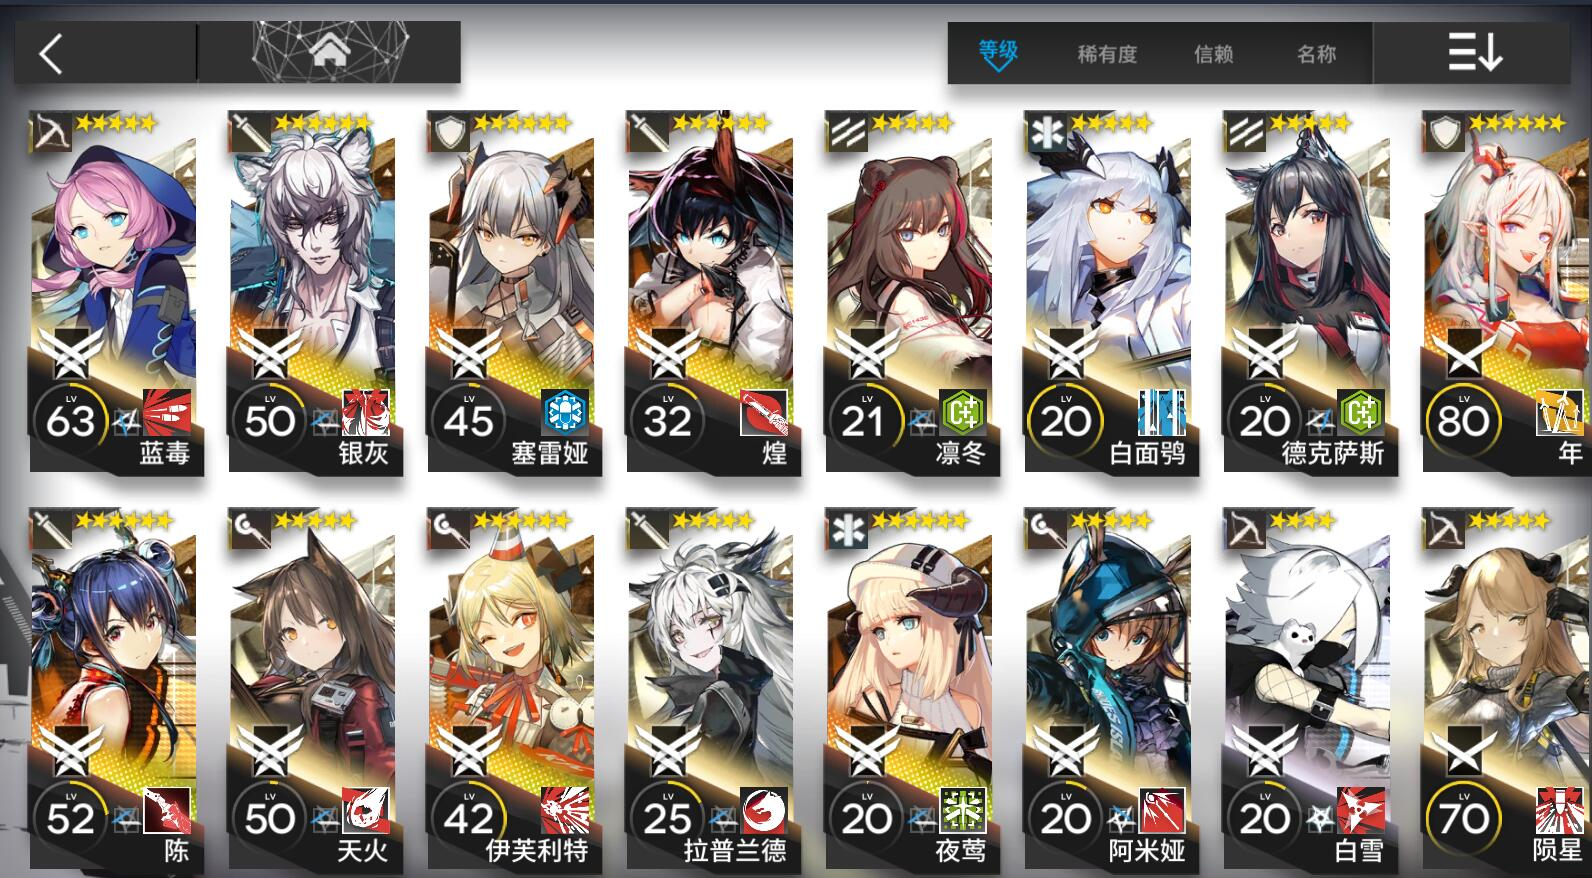 等级 稀有度 信赖 名称
LV LV LV LV LV LV LV LV
63 50 45 32 21 20 20 80
蓝毒 银灰 塞雷娅 煌 凛冬 白面鸮 德克萨斯 年
LV LV LV LV LV LV LV LV
52 50 42 25 20 20 20 70
陈 天火 伊芙利特 拉普兰德 夜莺 阿米娅 白雪 陨星